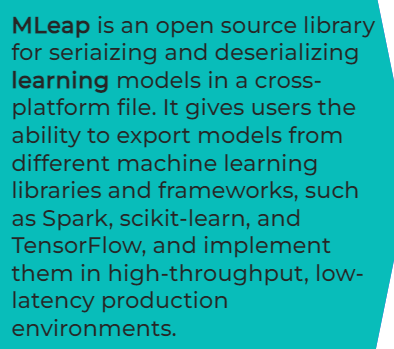 MLeap is an open source library
for seriaizing and deserializing
learning models in a cross-
platform file. It gives users the
ability to export models from
different machine learning
libraries and frameworks, such
as Spark, scikit-learn, and
TensorFlow, and implement
them in high-throughput, low-
latency production
environments.